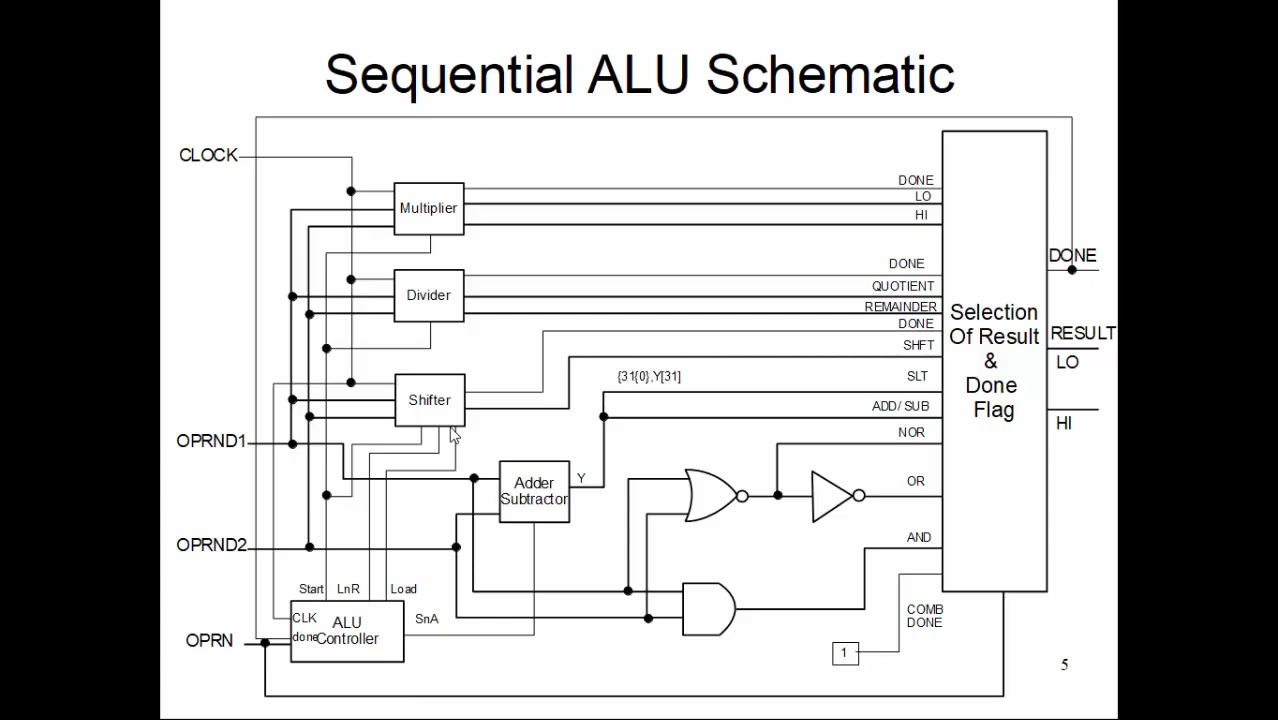 Sequential ALU Schematic
CLOCK
Multiplier
DONE
LO
HI
Divider
DONE
QUOTIENT
REMAINDER
DONE
SHFT
Shifter
{31{0},Y[31]
SLT
ADD/ SUB
NOR
OPRND1
Adder
Subtractor
Y
OR
OPRND2
AND
Start
LnR
Load
CLK
done
ALU
Controller
SnA
OPRN
COMB
DONE
1
Selection
Of Result
&
Done
Flag
DONE
RESULT
LO
HI
5